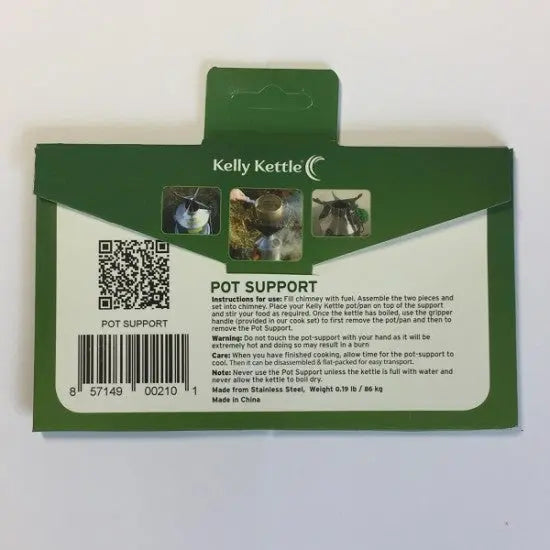 Kelly Kettle®
POT SUPPORT
Instructions for use: Fill chimney with fuel. Assemble the two pieces and
set into chimney. Place your Kelly Kettle pot/pan on top of the support
and stir your food as required. Once the kettle has boiled, use the gripper
handle (provided in our cook set) to first remove the pot/pan and then to
remove the Pot Support.
Warning: Do not touch the pot-support with your hand as it will be
extremely hot and doing so may result in a burn
Care: When you have finished cooking, allow time for the pot-support to
cool. Then it can be disassembled & flat-packed for easy transport.
Note: Never use the Pot Support unless the kettle is full with water and
never allow the kettle to boil dry.
Made from Stainless Steel, Weight 0.19 lb / 86 kg
Made in China
POT SUPPORT
8 57149 00210 1